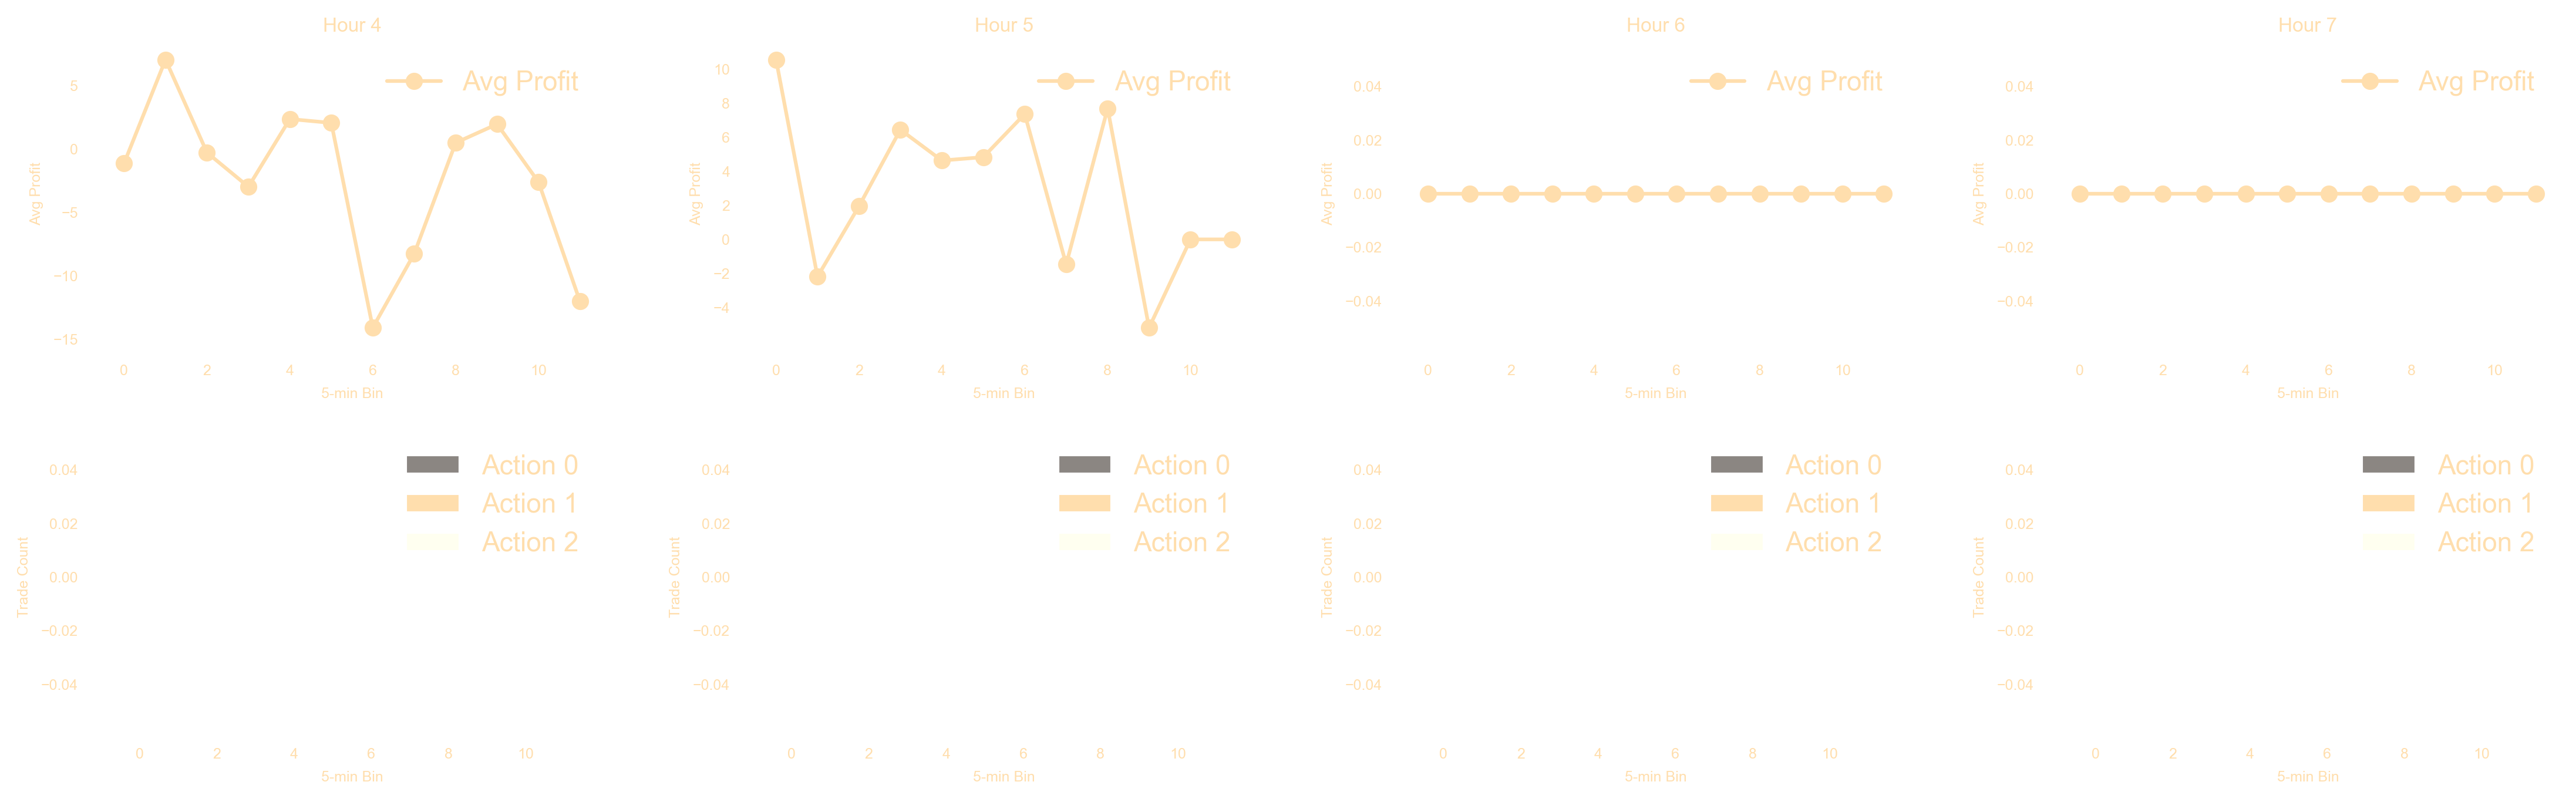 Hour 4
Avg Profit
5
0
−5
−10
−15
Avg Profit
0 2 4 6 8 10
5-min Bin
Hour 5
Avg Profit
10
8
6
4
2
0
−2
−4
Avg Profit
0 2 4 6 8 10
5-min Bin
Hour 6
Avg Profit
0.04
0.02
0.00
−0.02
−0.04
Avg Profit
0 2 4 6 8 10
5-min Bin
Hour 7
Avg Profit
0.04
0.02
0.00
−0.02
−0.04
Avg Profit
0 2 4 6 8 10
5-min Bin
Action 0
Action 1
Action 2
0.04
0.02
0.00
−0.02
−0.04
Trade Count
0 2 4 6 8 10
5-min Bin
Action 0
Action 1
Action 2
0.04
0.02
0.00
−0.02
−0.04
Trade Count
0 2 4 6 8 10
5-min Bin
Action 0
Action 1
Action 2
0.04
0.02
0.00
−0.02
−0.04
Trade Count
0 2 4 6 8 10
5-min Bin
Action 0
Action 1
Action 2
0.04
0.02
0.00
−0.02
−0.04
Trade Count
0 2 4 6 8 10
5-min Bin